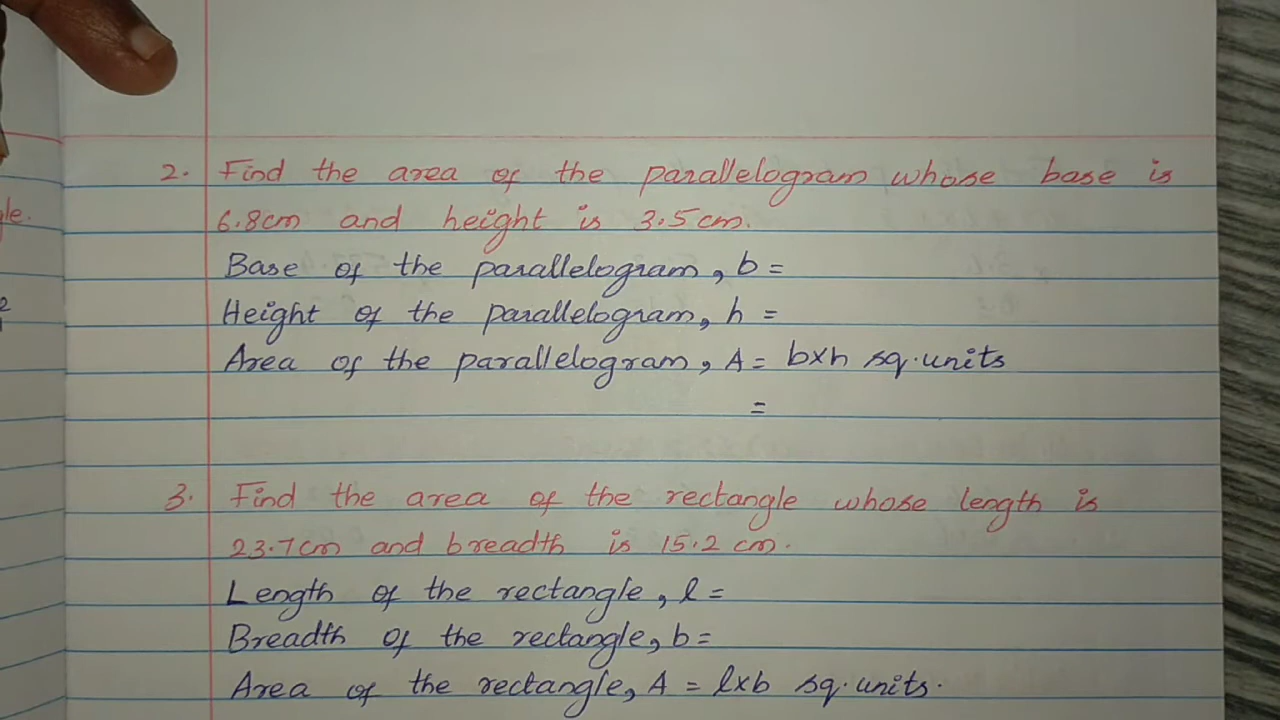 le.
2
2. Find the area of the parallelogram whose base is
6.8cm and height is 3.5cm.
Base of the parallelogram, b =
Height of the parallelogram, h =
Area of the parallelogram, A = b×h sq.units
=
3. Find the area of the rectangle whose length is
23.7cm and breadth is 15.2 cm.
Length of the rectangle, l =
Breadth of the rectangle, b =
Area of the rectangle, A = l×b sq.units.